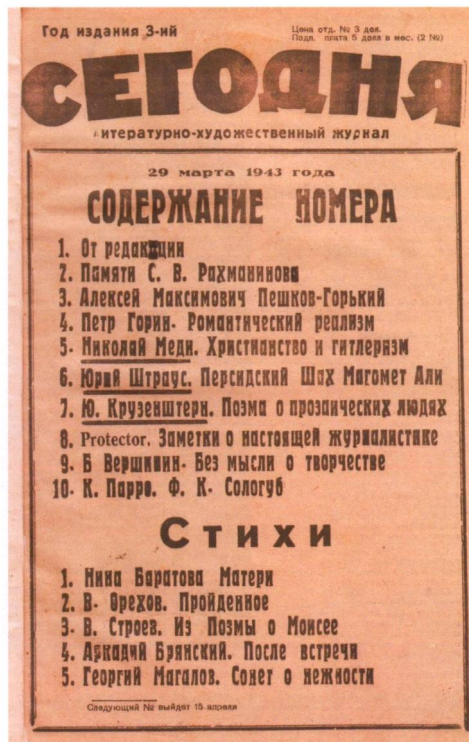 Год издания 3-ий
Цена отд. № 3 дол.
Подп. плата 5 долл в мес. (2 №)
СЕГОДНЯ
литературно-художественный журнал
29 марта 1943 года
СОДЕРЖАНИЕ НОМЕРА
1. От редакции
2. Памяти С. В. Рахманинова
3. Алексей Максимович Пешков-Горький
4. Петр Горин. Романтический реализм
5. Николай Меди. Христианство и гитлеризм
6. Юрий Штраус. Персидский Шах Магомет Али
7. Ю. Крузенштерн. Поэма о прозаических людях
8. Protector. Заметки о настоящей журналистике
9. Б Вершинин. Без мысли о творчестве
10. К. Парро. Ф. К. Сологуб
Стихи
1. Нина Баратова Матери
2. В. Орехов. Пройденное
3. В. Строев. Из Поэмы о Моисее
4. Аркадий Брянский. После встречи
5. Георгий Магалов. Сонет о нежности
Следующий № выйдет 15 апреля